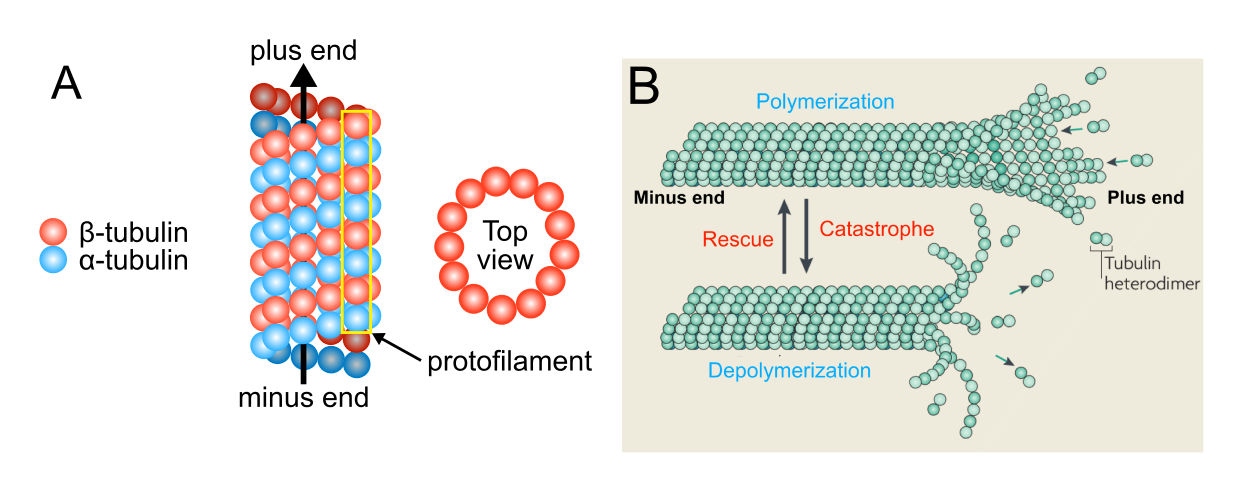 A
plus end
β-tubulin
α-tubulin
Top
view
protofilament
minus end
B
Polymerization
Minus end
Plus end
Rescue
Catastrophe
Tubulin
heterodimer
Depolymerization